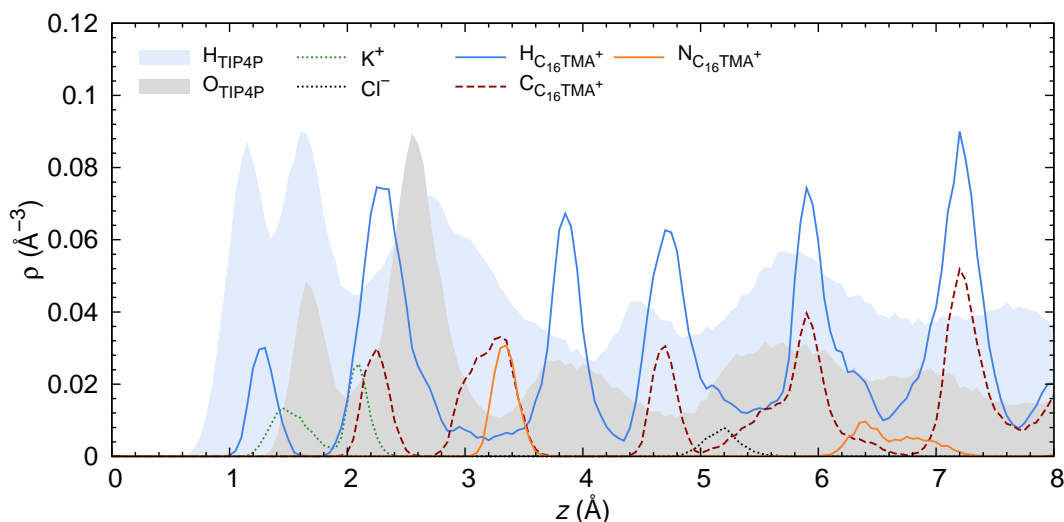 0.12
0.1
0.08
0.06
0.04
0.02
0
ρ (Å⁻³)
H_TIP4P
O_TIP4P
K⁺
Cl⁻
H_C₁₆TMA⁺
C_C₁₆TMA⁺
N_C₁₆TMA⁺
0 1 2 3 4 5 6 7 8
z (Å)